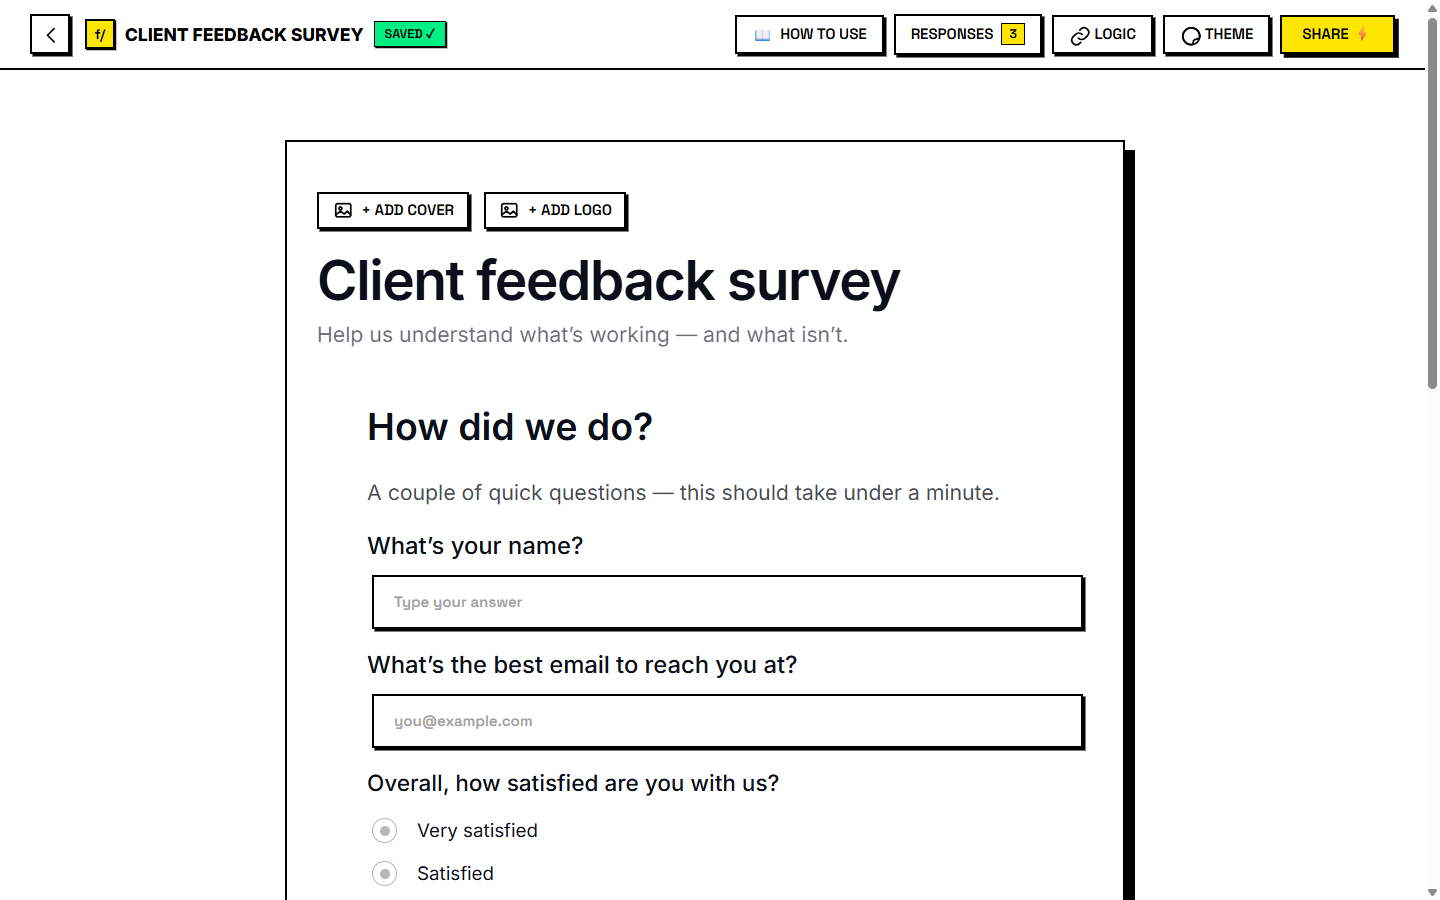 f/ CLIENT FEEDBACK SURVEY SAVED ✓ HOW TO USE RESPONSES 3 LOGIC THEME SHARE
+ ADD COVER + ADD LOGO
Client feedback survey
Help us understand what’s working — and what isn’t.
How did we do?
A couple of quick questions — this should take under a minute.
What’s your name?
Type your answer
What’s the best email to reach you at?
you@example.com
Overall, how satisfied are you with us?
Very satisfied
Satisfied